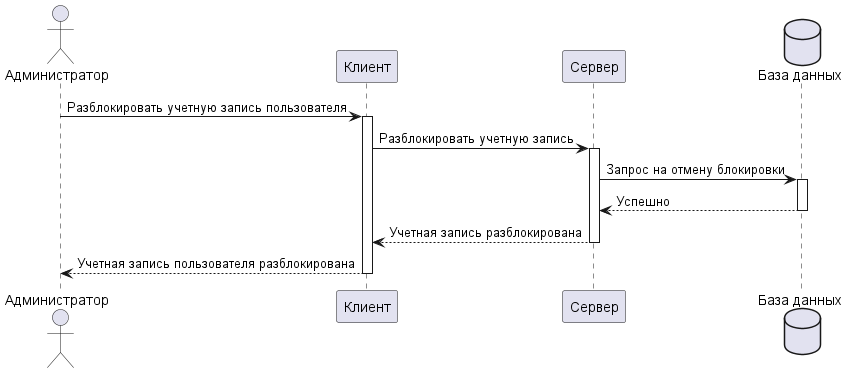 Администратор
Клиент
Сервер
База данных
Разблокировать учетную запись пользователя
Разблокировать учетную запись
Запрос на отмену блокировки
Успешно
Учетная запись разблокирована
Учетная запись пользователя разблокирована
Администратор
Клиент
Сервер
База данных